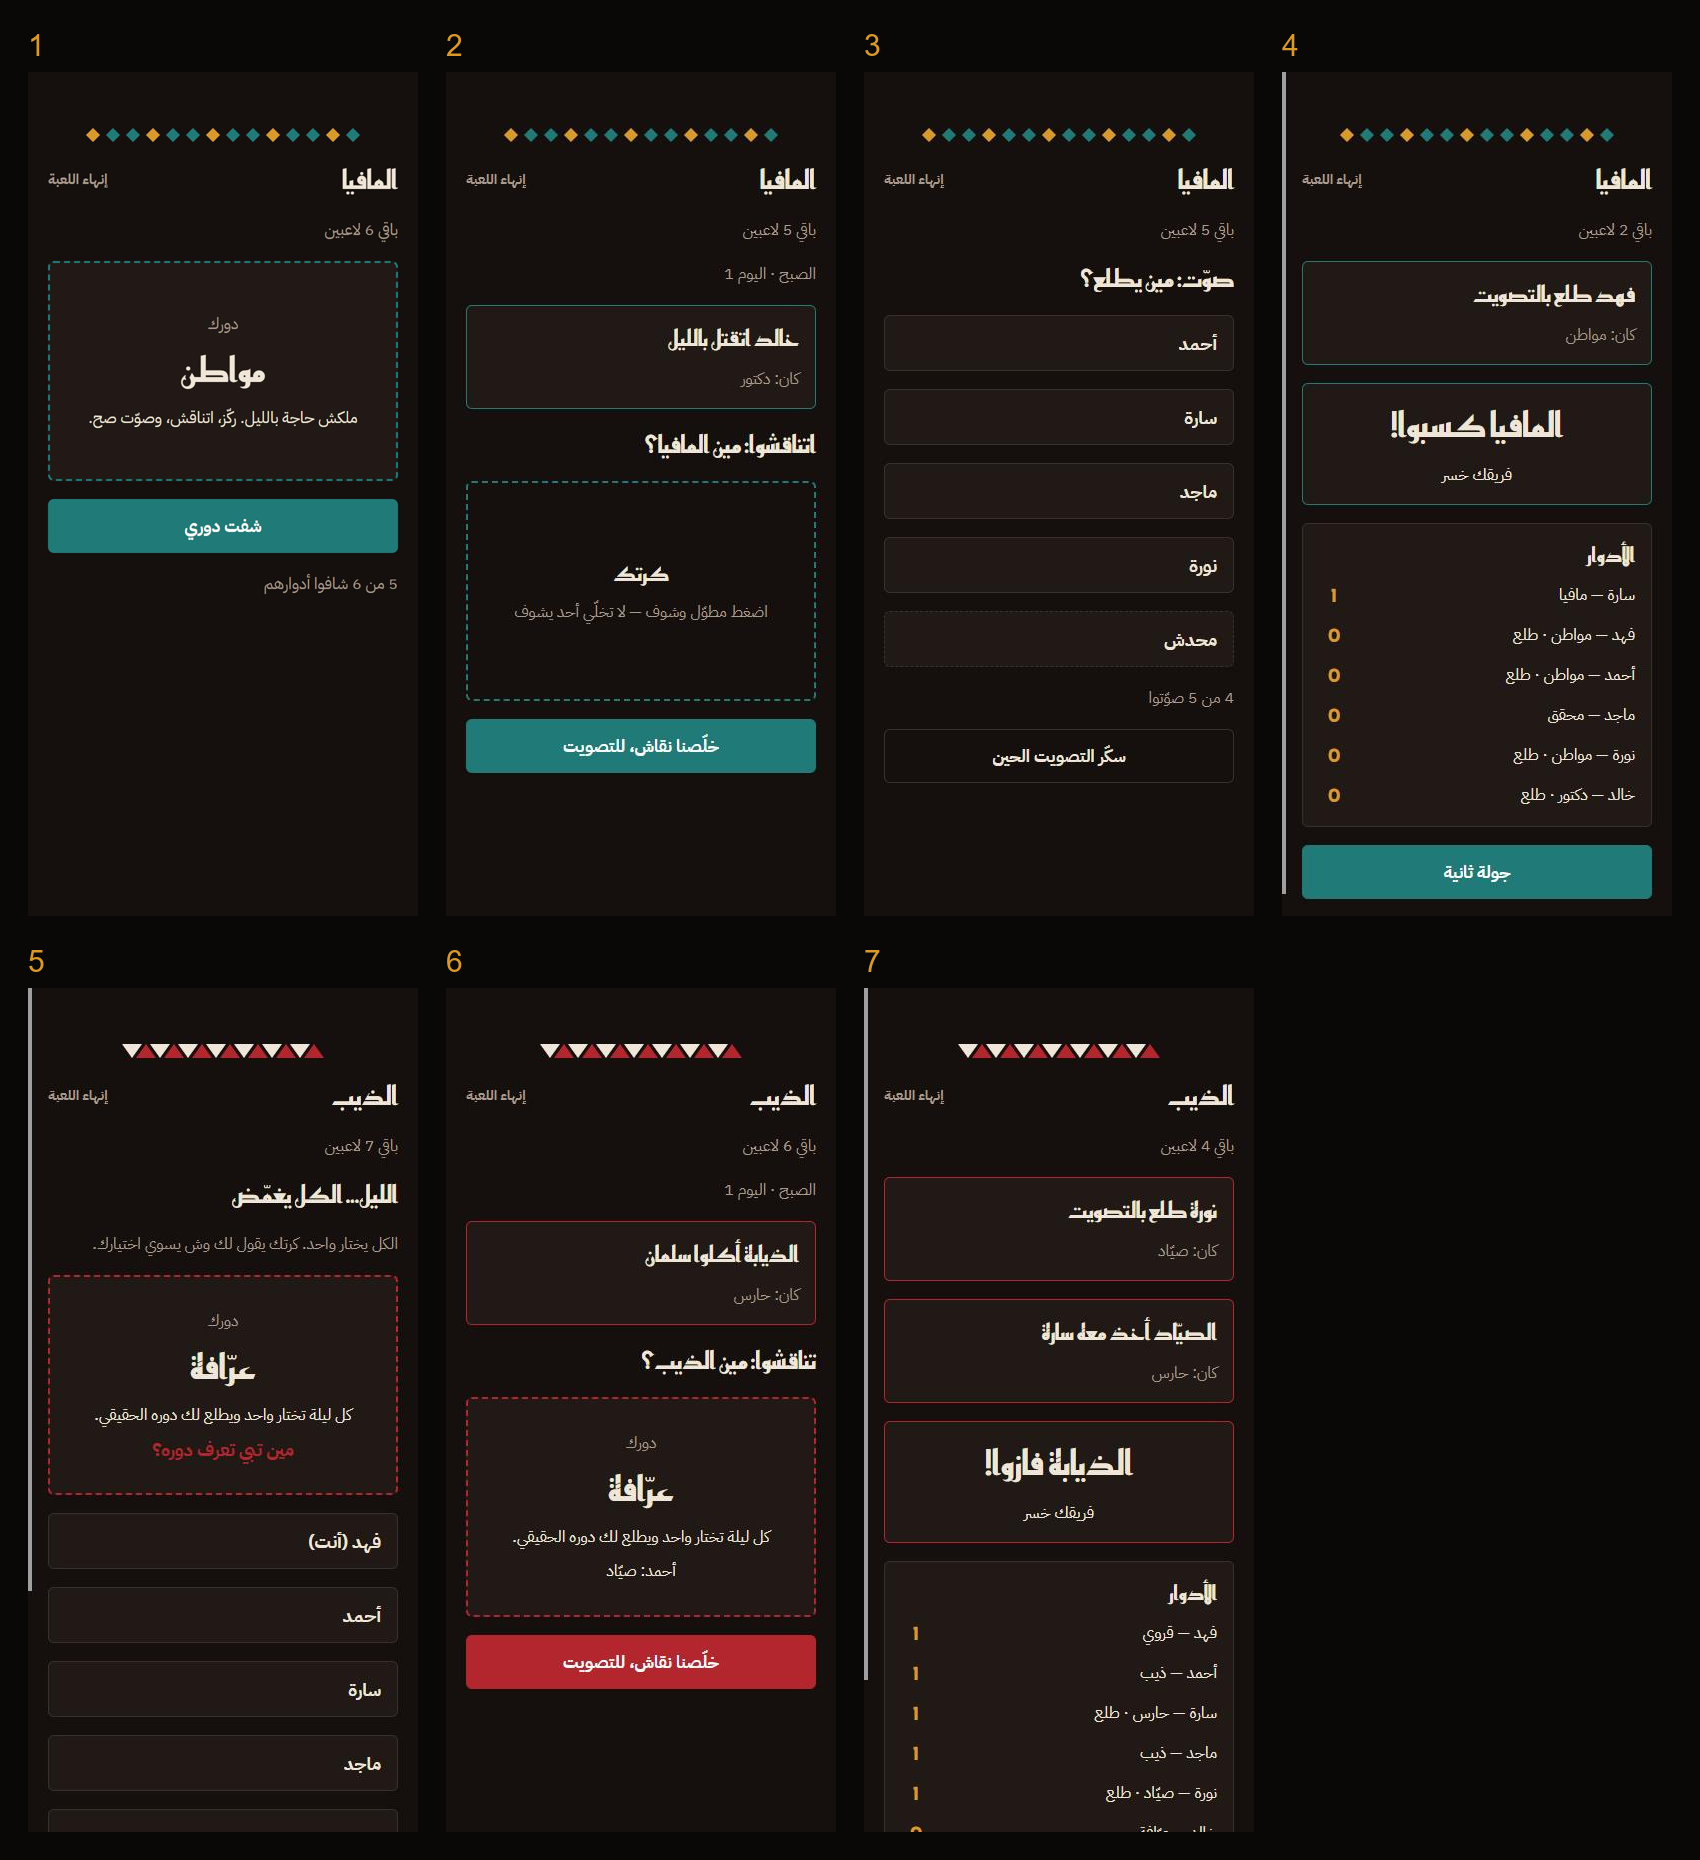 1
المافيا
إنهاء اللعبة
باقي 6 لاعبين
دورك
مواطن
ملكش حاجة بالليل. ركّز، اتناقش، وصوّت صح.
شفت دوري
5 من 6 شافوا أدوارهم
2
المافيا
إنهاء اللعبة
باقي 5 لاعبين
الصبح · اليوم 1
خالد اتقتل بالليل
كان: دكتور
اتناقشوا: مين المافيا؟
كرتك
اضغط مطوّل وشوف — لا تخلّي أحد يشوف
خلّصنا نقاش، للتصويت
3
المافيا
إنهاء اللعبة
باقي 5 لاعبين
صوّت: مين يطلع؟
أحمد
سارة
ماجد
نورة
محدش
4 من 5 صوّتوا
سكّر التصويت الحين
4
المافيا
إنهاء اللعبة
باقي 2 لاعبين
فهد طلع بالتصويت
كان: مواطن
المافيا كسبوا!
فريقك خسر
الأدوار
سارة — مافيا 1
فهد — مواطن · طلع 0
أحمد — مواطن · طلع 0
ماجد — محقق 0
نورة — مواطن · طلع 0
خالد — دكتور · طلع 0
جولة ثانية
5
الذيب
إنهاء اللعبة
باقي 7 لاعبين
الليل... الكل يغمّض
الكل يختار واحد. كرتك يقول لك وش يسوي اختيارك.
دورك
عرّافة
كل ليلة تختار واحد ويطلع لك دوره الحقيقي.
مين تبي تعرف دوره؟
فهد (أنت)
أحمد
سارة
ماجد
6
الذيب
إنهاء اللعبة
باقي 6 لاعبين
الصبح · اليوم 1
الذيابة أكلوا سلمان
كان: حارس
تناقشوا: مين الذيب؟
دورك
عرّافة
كل ليلة تختار واحد ويطلع لك دوره الحقيقي.
أحمد: صيّاد
خلّصنا نقاش، للتصويت
7
الذيب
إنهاء اللعبة
باقي 4 لاعبين
نورة طلع بالتصويت
كان: صيّاد
الصيّاد أخذ معه سارة
كان: حارس
الذيابة فازوا!
فريقك خسر
الأدوار
فهد — قروي 1
أحمد — ذيب 1
سارة — حارس · طلع 1
ماجد — ذيب 1
نورة — صيّاد · طلع 1